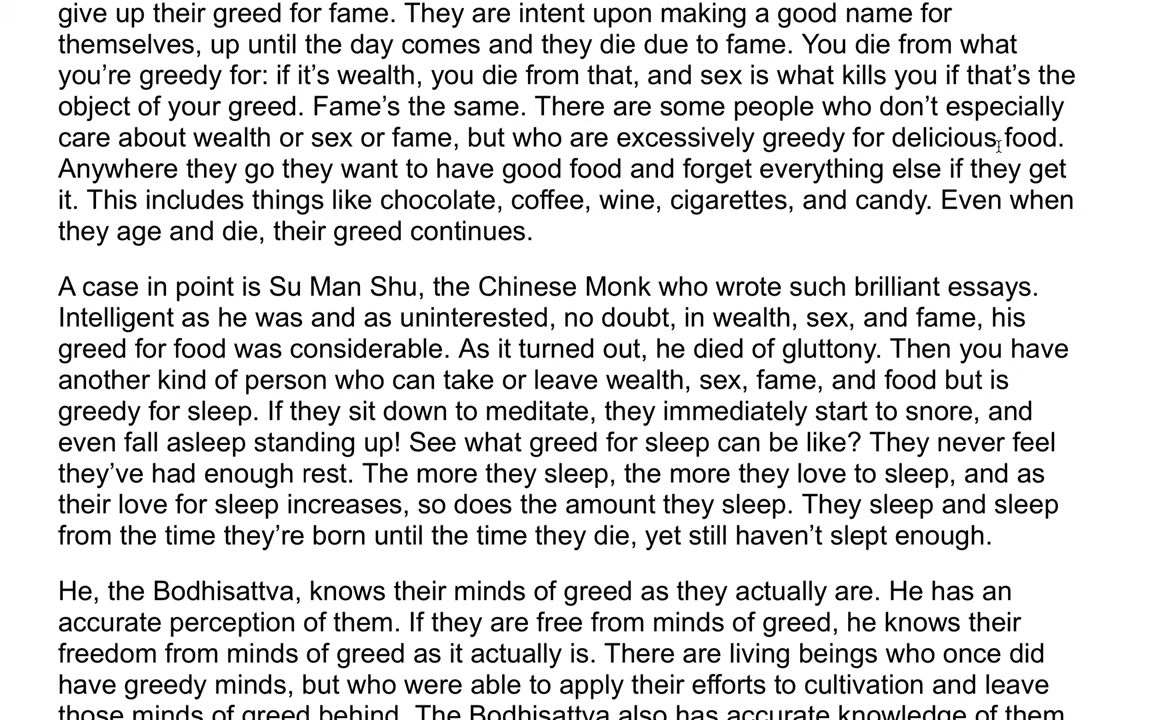 give up their greed for fame. They are intent upon making a good name for
themselves, up until the day comes and they die due to fame. You die from what
you’re greedy for: if it’s wealth, you die from that, and sex is what kills you if that’s the
object of your greed. Fame’s the same. There are some people who don’t especially
care about wealth or sex or fame, but who are excessively greedy for delicious food.
Anywhere they go they want to have good food and forget everything else if they get
it. This includes things like chocolate, coffee, wine, cigarettes, and candy. Even when
they age and die, their greed continues.
A case in point is Su Man Shu, the Chinese Monk who wrote such brilliant essays.
Intelligent as he was and as uninterested, no doubt, in wealth, sex, and fame, his
greed for food was considerable. As it turned out, he died of gluttony. Then you have
another kind of person who can take or leave wealth, sex, fame, and food but is
greedy for sleep. If they sit down to meditate, they immediately start to snore, and
even fall asleep standing up! See what greed for sleep can be like? They never feel
they’ve had enough rest. The more they sleep, the more they love to sleep, and as
their love for sleep increases, so does the amount they sleep. They sleep and sleep
from the time they’re born until the time they die, yet still haven’t slept enough.
He, the Bodhisattva, knows their minds of greed as they actually are. He has an
accurate perception of them. If they are free from minds of greed, he knows their
freedom from minds of greed as it actually is. There are living beings who once did
have greedy minds, but who were able to apply their efforts to cultivation and leave
those minds of greed behind. The Bodhisattva also has accurate knowledge of them